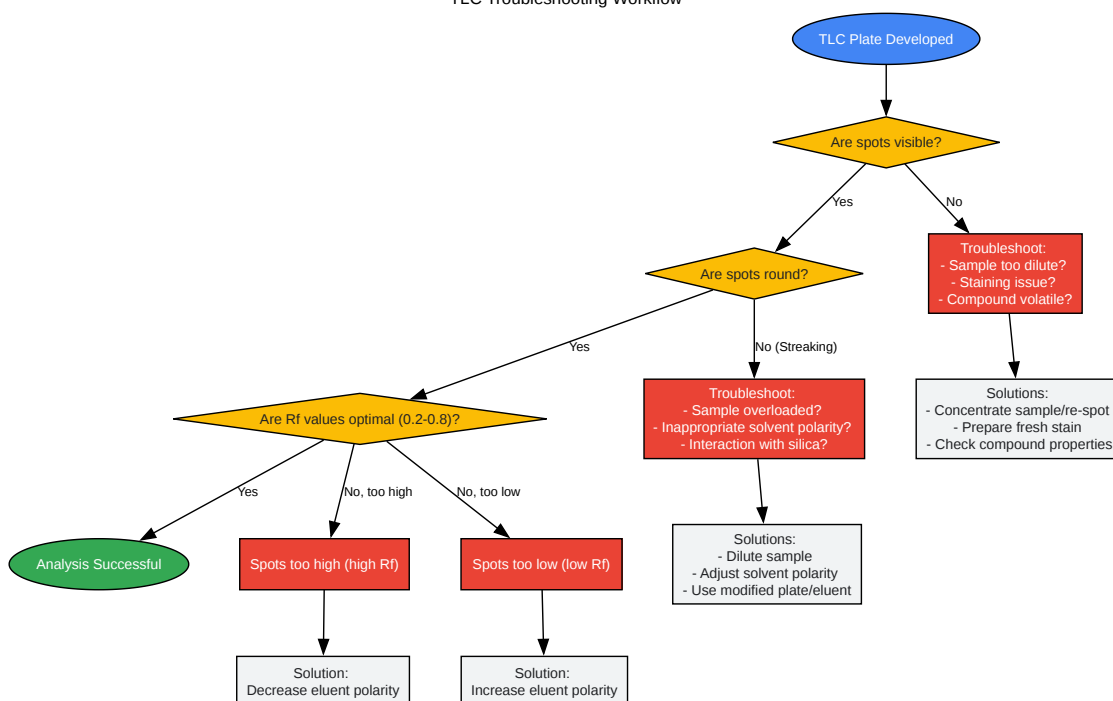 TLC Troubleshooting Workflow
TLC Plate Developed
Are spots visible?
Yes
No
Are spots round?
Troubleshoot:
- Sample too dilute?
- Staining issue?
- Compound volatile?
Yes
No (Streaking)
Are Rf values optimal (0.2-0.8)?
Troubleshoot:
- Sample overloaded?
- Inappropriate solvent polarity?
- Interaction with silica?
Solutions:
- Concentrate sample/re-spot
- Prepare fresh stain
- Check compound properties
Yes
No, too high
No, too low
Analysis Successful
Spots too high (high Rf)
Spots too low (low Rf)
Solutions:
- Dilute sample
- Adjust solvent polarity
- Use modified plate/eluent
Solution:
Decrease eluent polarity
Solution:
Increase eluent polarity